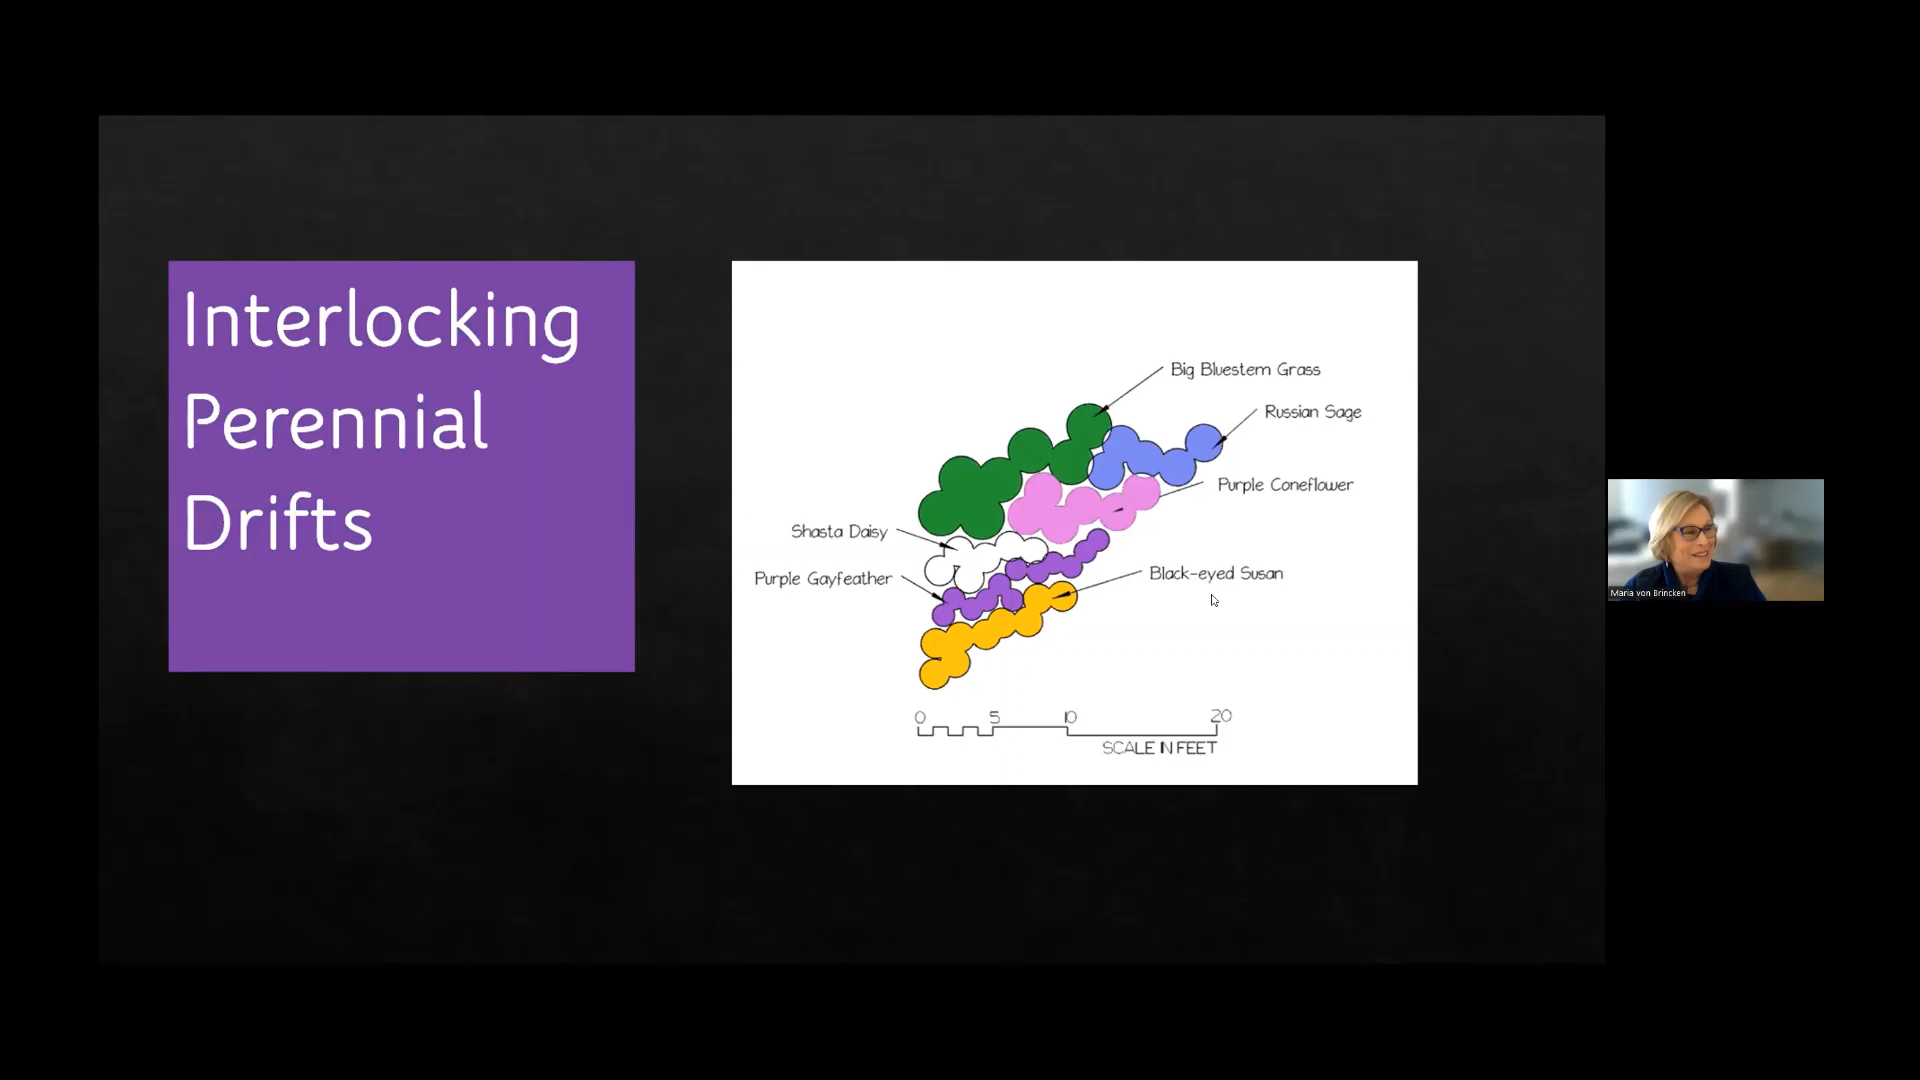 Interlocking
Perennial
Drifts
Big Bluestem Grass
Russian Sage
Purple Coneflower
Shasta Daisy
Purple Gayfeather
Black-eyed Susan
0 5 10 20
SCALE IN FEET
Maria von Brincken